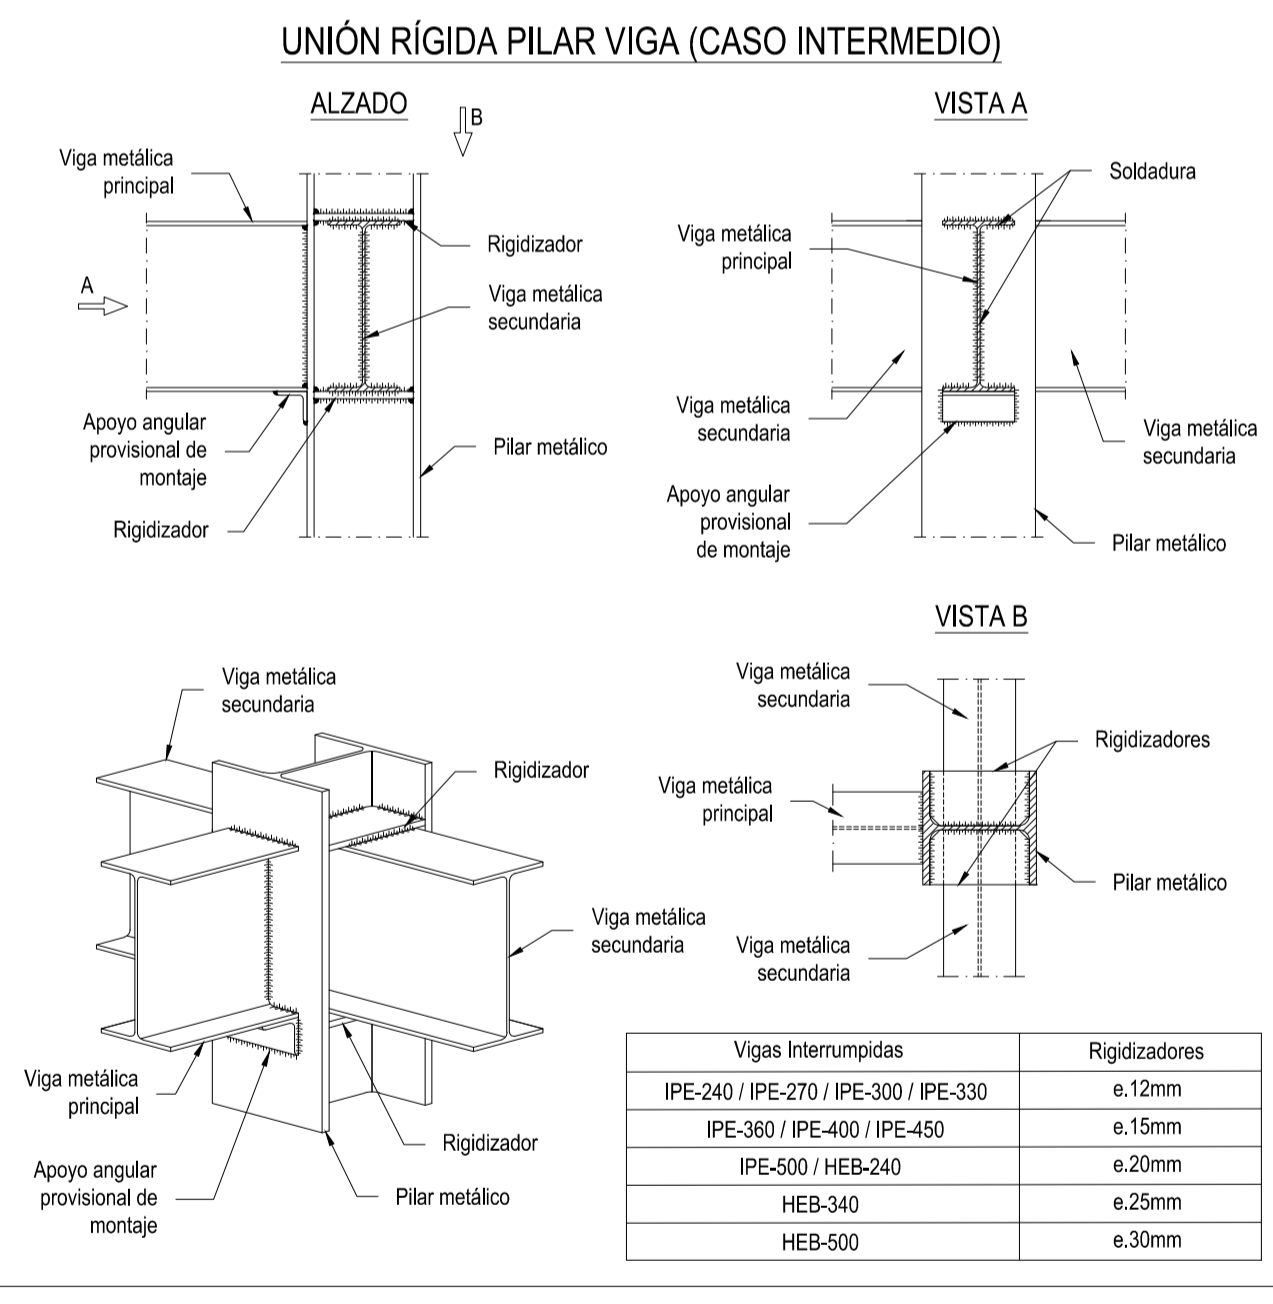 UNIÓN RÍGIDA PILAR VIGA (CASO INTERMEDIO)
ALZADO
B
Viga metálica
principal
Rigidizador
A
Viga metálica
secundaria
Apoyo angular
provisional de
montaje
Pilar metálico
Rigidizador
VISTA A
Soldadura
Viga metálica
principal
Viga metálica
secundaria
Viga metálica
secundaria
Apoyo angular
provisional
de montaje
Pilar metálico
Viga metálica
secundaria
Rigidizador
Viga metálica
secundaria
Viga metálica
principal
Rigidizador
Apoyo angular
provisional de
montaje
Pilar metálico
VISTA B
Viga metálica
secundaria
Rigidizadores
Viga metálica
principal
Pilar metálico
Viga metálica
secundaria
Vigas Interrumpidas Rigidizadores
IPE-240 / IPE-270 / IPE-300 / IPE-330 e.12mm
IPE-360 / IPE-400 / IPE-450 e.15mm
IPE-500 / HEB-240 e.20mm
HEB-340 e.25mm
HEB-500 e.30mm